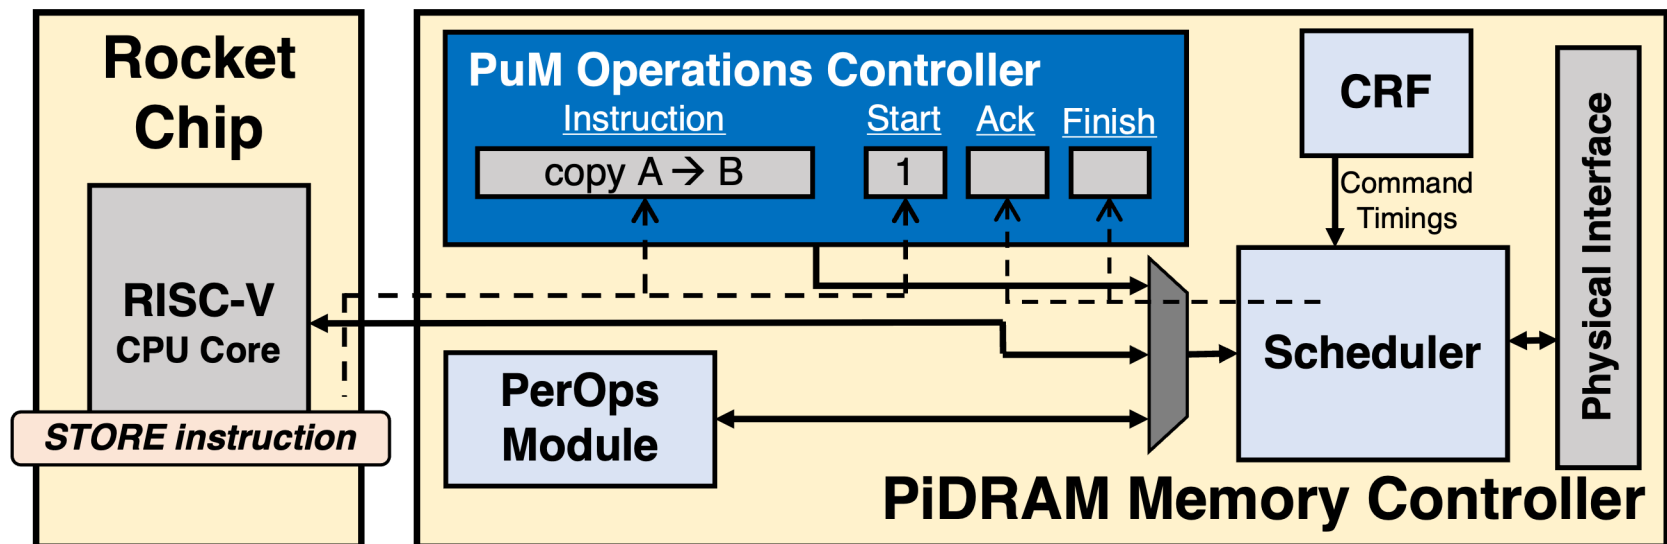 Rocket
Chip
RISC-V
CPU Core
STORE instruction
PuM Operations Controller
Instruction Start Ack Finish
copy A → B 1
PerOps
Module
CRF
Command
Timings
Scheduler
Physical Interface
PiDRAM Memory Controller